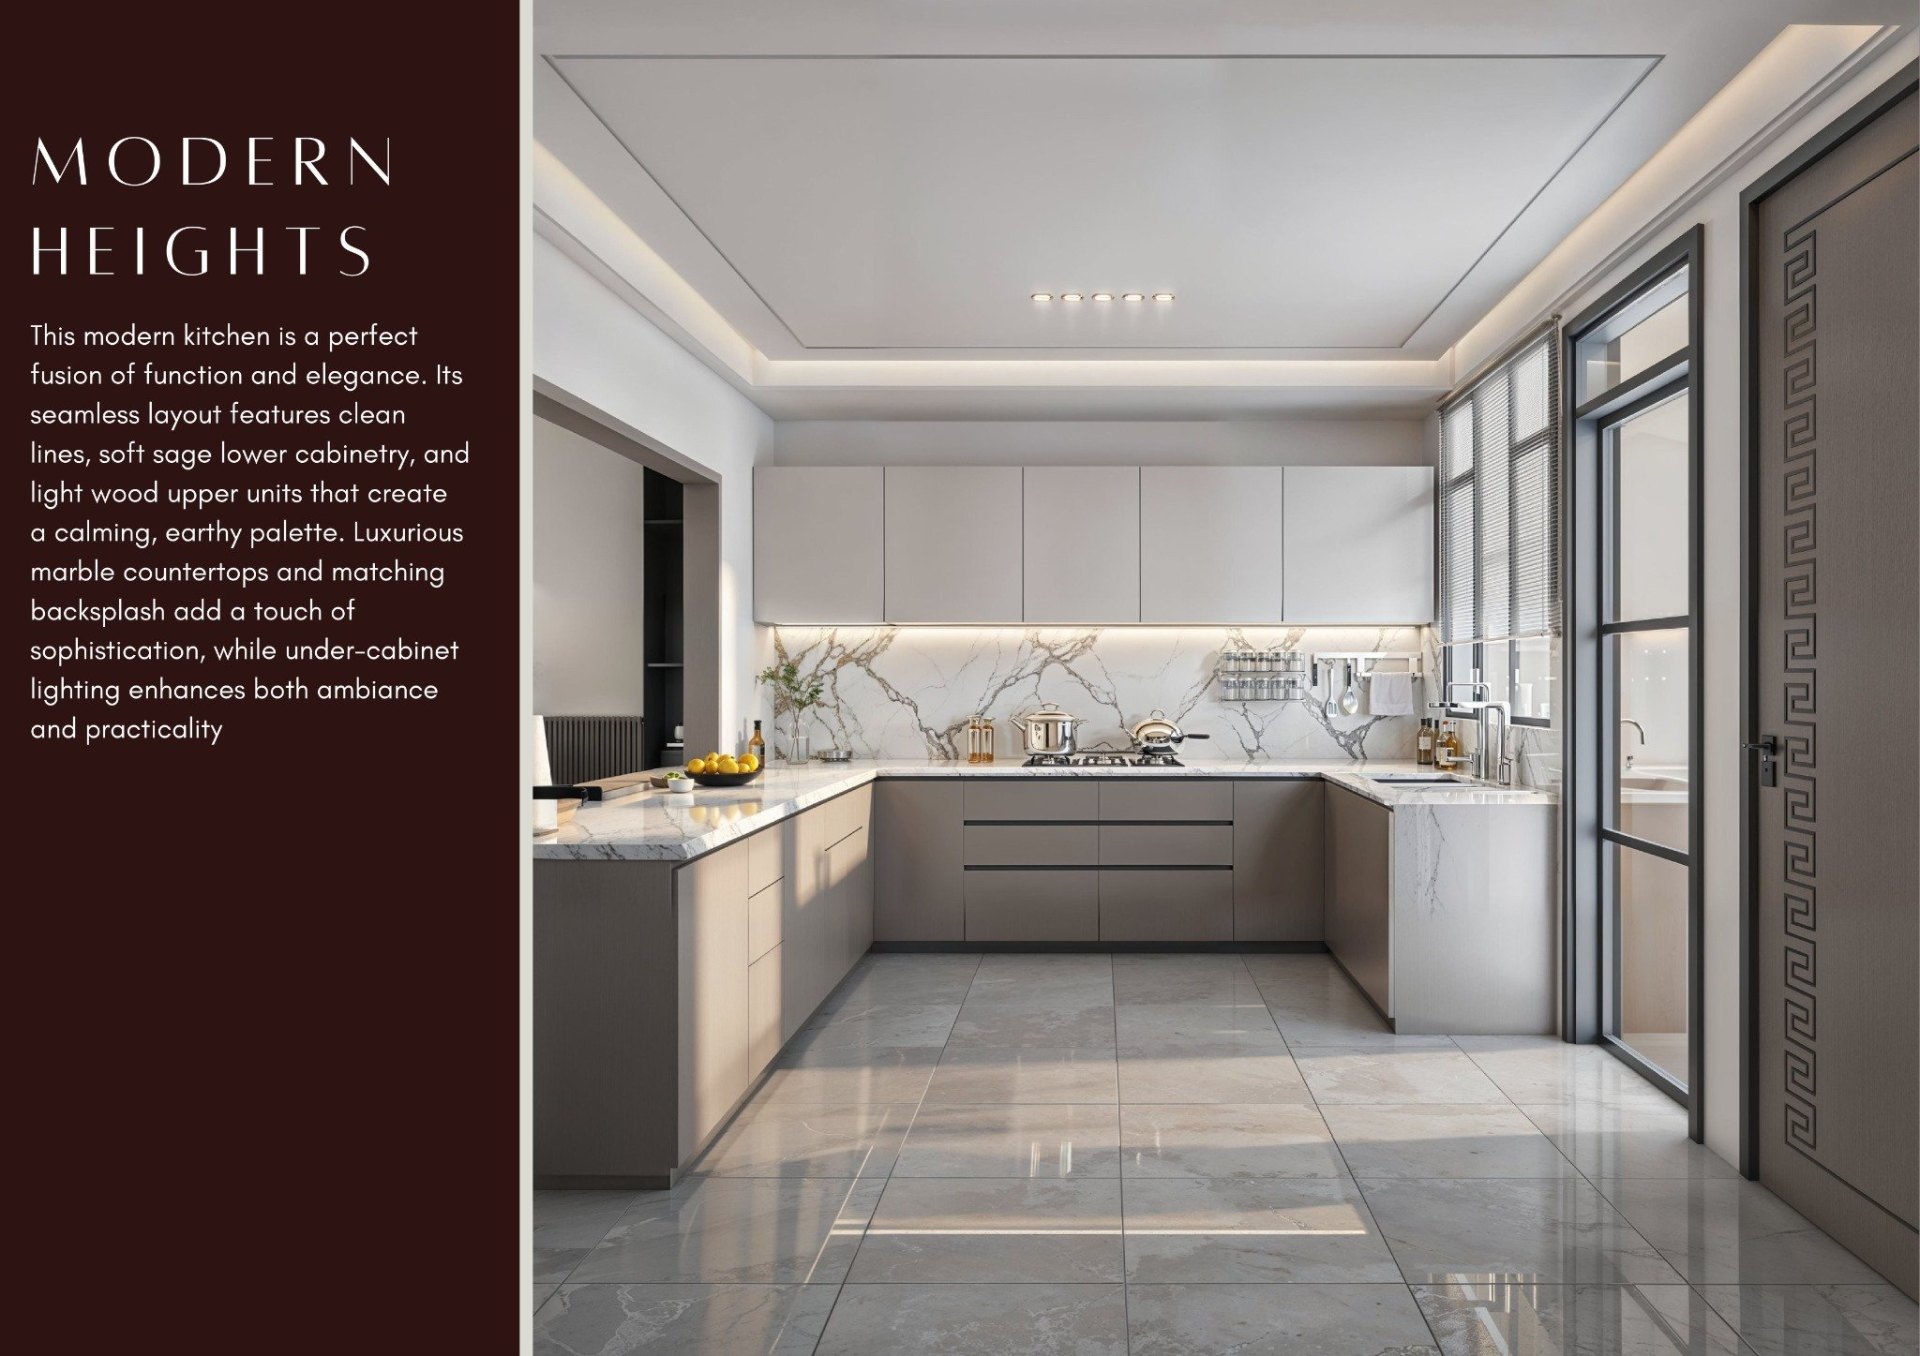 MODERN
HEIGHTS
This modern kitchen is a perfect
fusion of function and elegance. Its
seamless layout features clean
lines, soft sage lower cabinetry, and
light wood upper units that create
a calming, earthy palette. Luxurious
marble countertops and matching
backsplash add a touch of
sophistication, while under-cabinet
lighting enhances both ambiance
and practicality